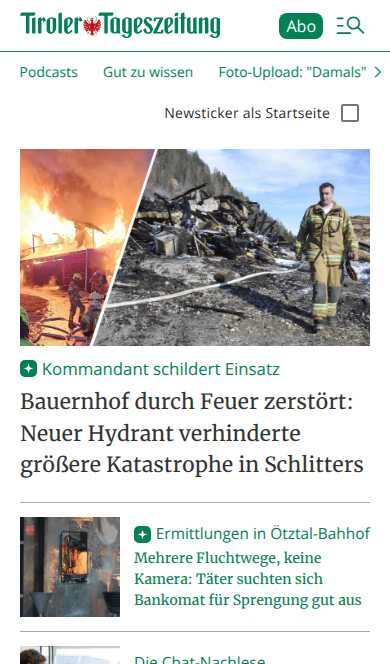 Tiroler Tageszeitung
Abo
Podcasts Gut zu wissen Foto-Upload: "Damals"
Newsticker als Startseite
Kommandant schildert Einsatz
Bauernhof durch Feuer zerstört:
Neuer Hydrant verhinderte
größere Katastrophe in Schlitters
Ermittlungen in Ötztal-Bahnhof
Mehrere Fluchtwege, keine
Kamera: Täter suchten sich
Bankomat für Sprengung gut aus
Die Chat-Nachlese